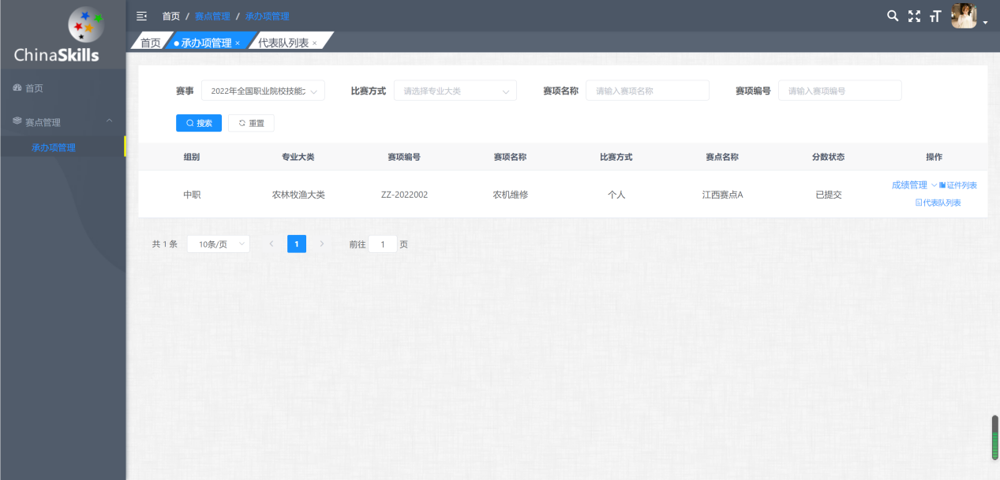 ChinaSkills
首页 / 赛点管理 / 承办项管理
首页 承办项管理 × 代表队列表 ×
首页
赛点管理
承办项管理
赛事 2022年全国职业院校技能大 比赛方式 请选择专业大类 赛项名称 请输入赛项名称 赛项编号 请输入赛项编号
搜索 重置
组别 专业大类 赛项编号 赛项名称 比赛方式 赛点名称 分数状态 操作
中职 农林牧渔大类 ZZ-2022002 农机维修 个人 江西赛点A 已提交 成绩管理 证件列表
代表队列表
共 1 条 10条/页 1 前往 1 页